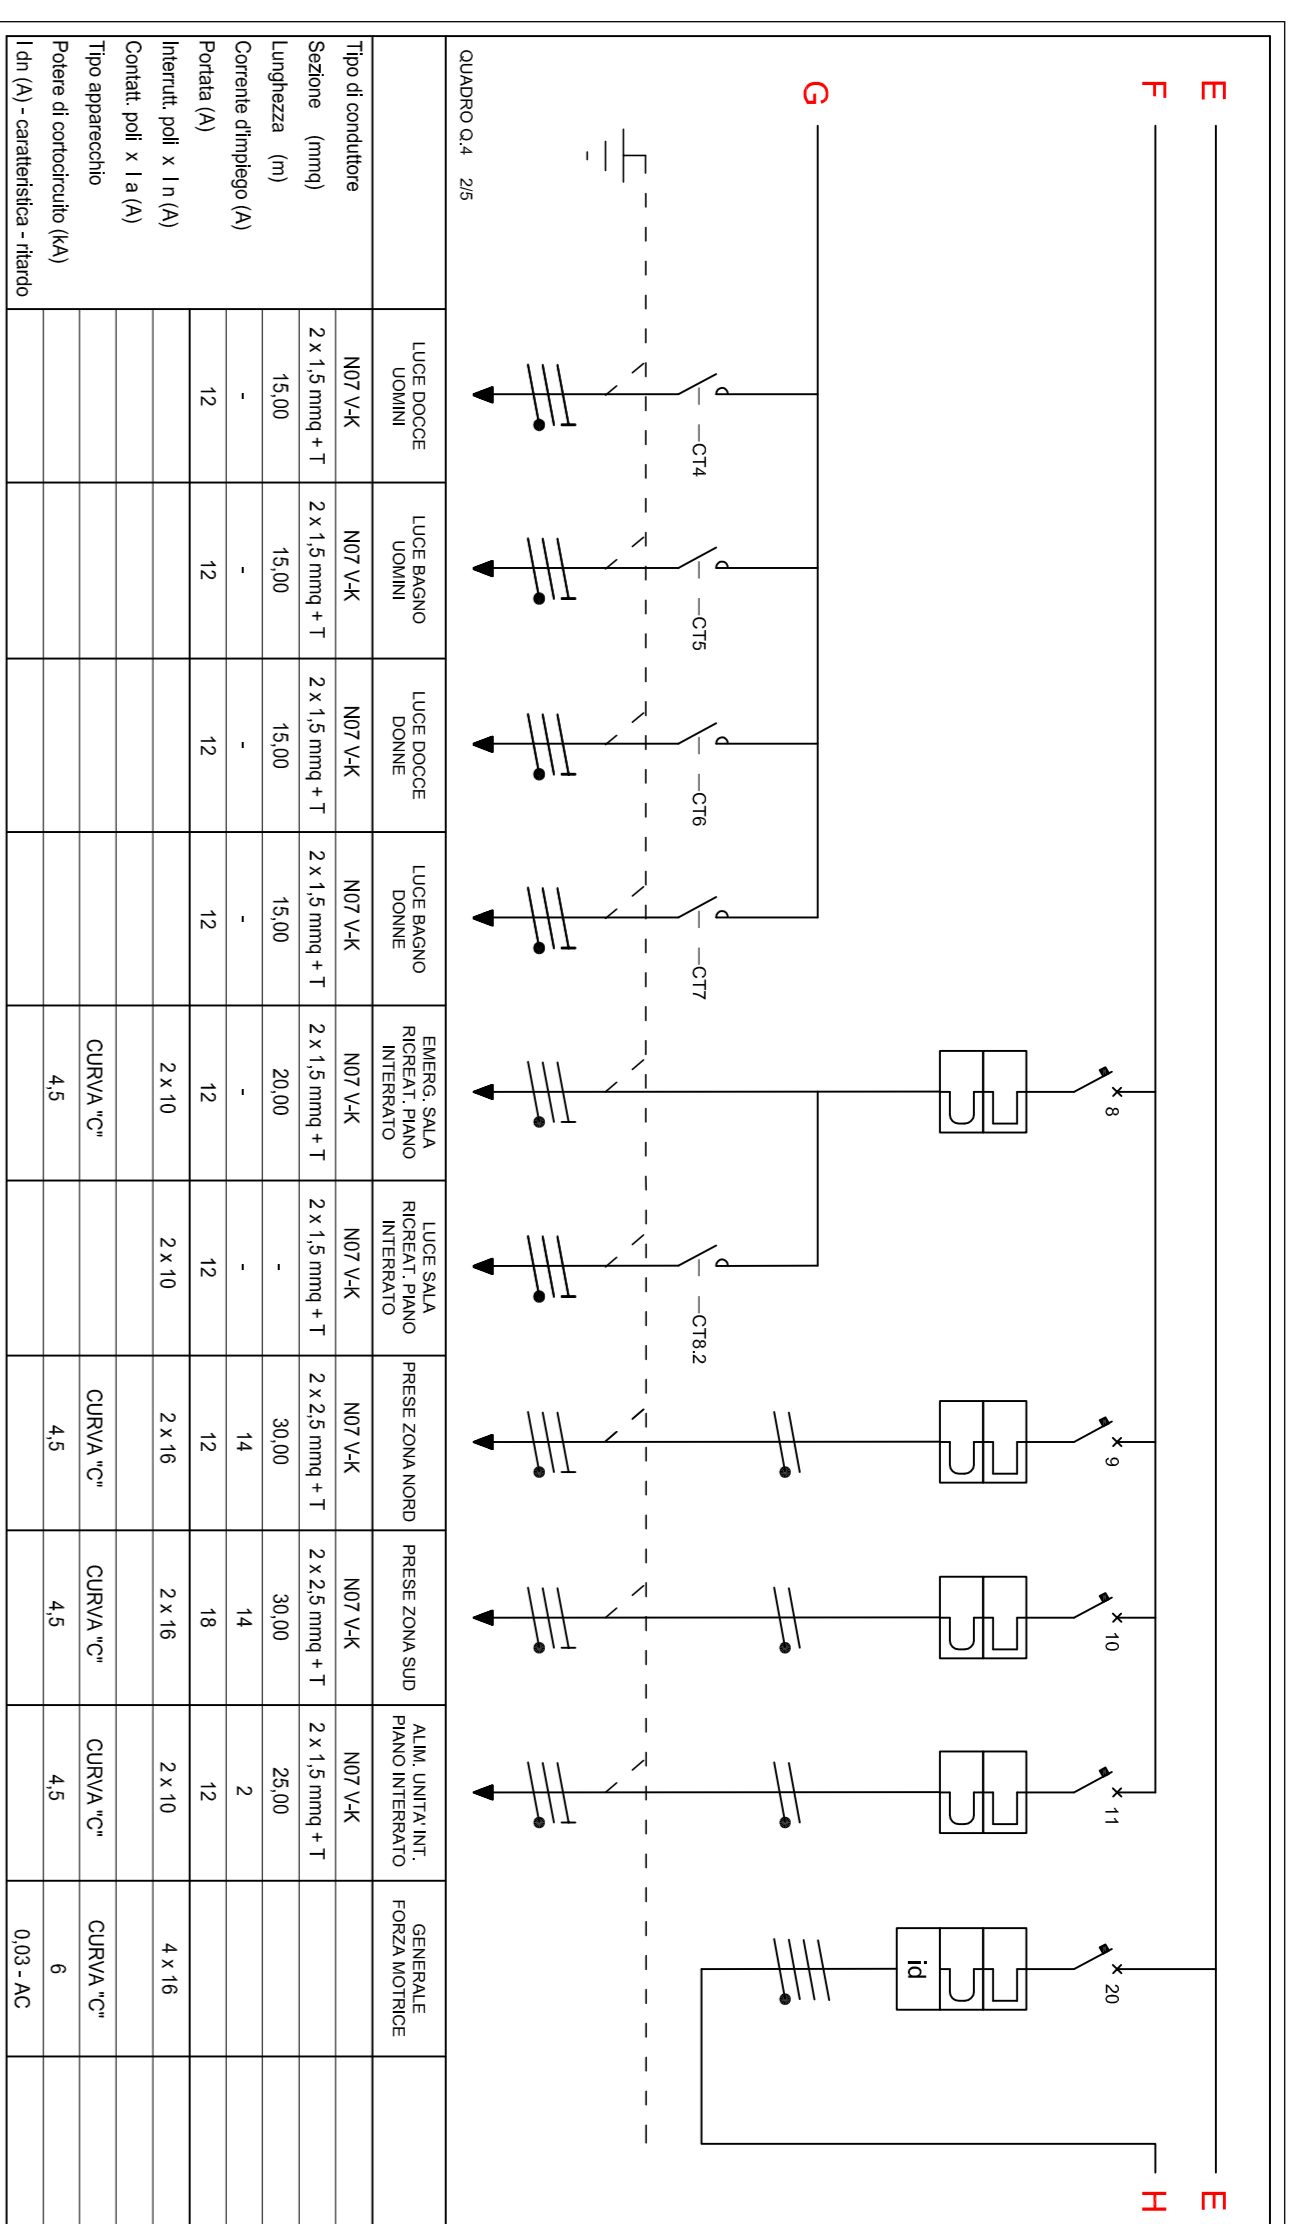 E
E
F
H
8
9
10
11
20
id
G
CT4
CT5
CT6
CT7
CT8.2
QUADRO Q.4 2/5
LUCE DOCCE
UOMINI
LUCE BAGNO
UOMINI
LUCE DOCCE
DONNE
LUCE BAGNO
DONNE
EMERG. SALA
RICREAT. PIANO
INTERRATO
LUCE SALA
RICREAT. PIANO
INTERRATO
PRESE ZONA NORD
PRESE ZONA SUD
ALIM. UNITA' INT.
PIANO INTERRATO
GENERALE
FORZA MOTRICE
Tipo di conduttore N07 V-K N07 V-K N07 V-K N07 V-K N07 V-K N07 V-K N07 V-K N07 V-K N07 V-K
Sezione (mmq) 2 x 1,5 mmq + T 2 x 1,5 mmq + T 2 x 1,5 mmq + T 2 x 1,5 mmq + T 2 x 1,5 mmq + T 2 x 1,5 mmq + T 2 x 2,5 mmq + T 2 x 2,5 mmq + T 2 x 1,5 mmq + T
Lunghezza (m) 15,00 15,00 15,00 15,00 20,00 - 30,00 30,00 25,00
Corrente d'impiego (A) - - - - - - 14 14 2
Portata (A) 12 12 12 12 12 12 12 18 12
Interrutt. poli x I n (A) 2 x 10 2 x 10 2 x 16 2 x 16 2 x 10 4 x 16
Contatt. poli x I a (A)
Tipo apparecchio CURVA "C" CURVA "C" CURVA "C" CURVA "C" CURVA "C"
Potere di cortocircuito (kA) 4,5 4,5 4,5 4,5 6
I dn (A) - caratteristica - ritardo 0,03 - AC